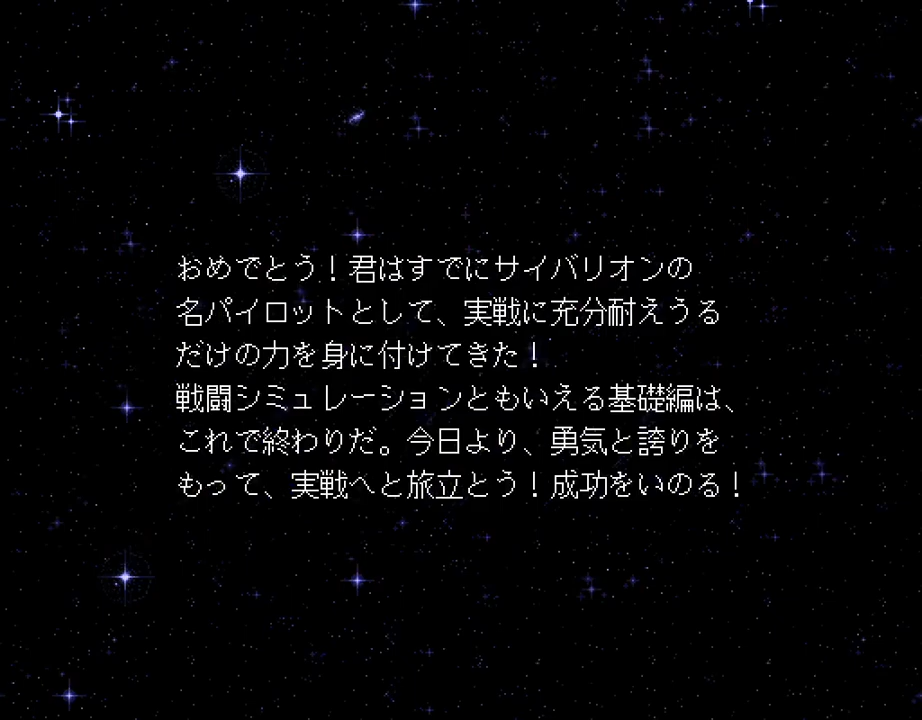 おめでとう！君はすでにサイバリオンの
名パイロットとして、実戦に充分耐えうる
だけの力を身に付けてきた！
戦闘シミュレーションともいえる基礎編は、
これで終わりだ。今日より、勇気と誇りを
もって、実戦へと旅立とう！成功をいのる！